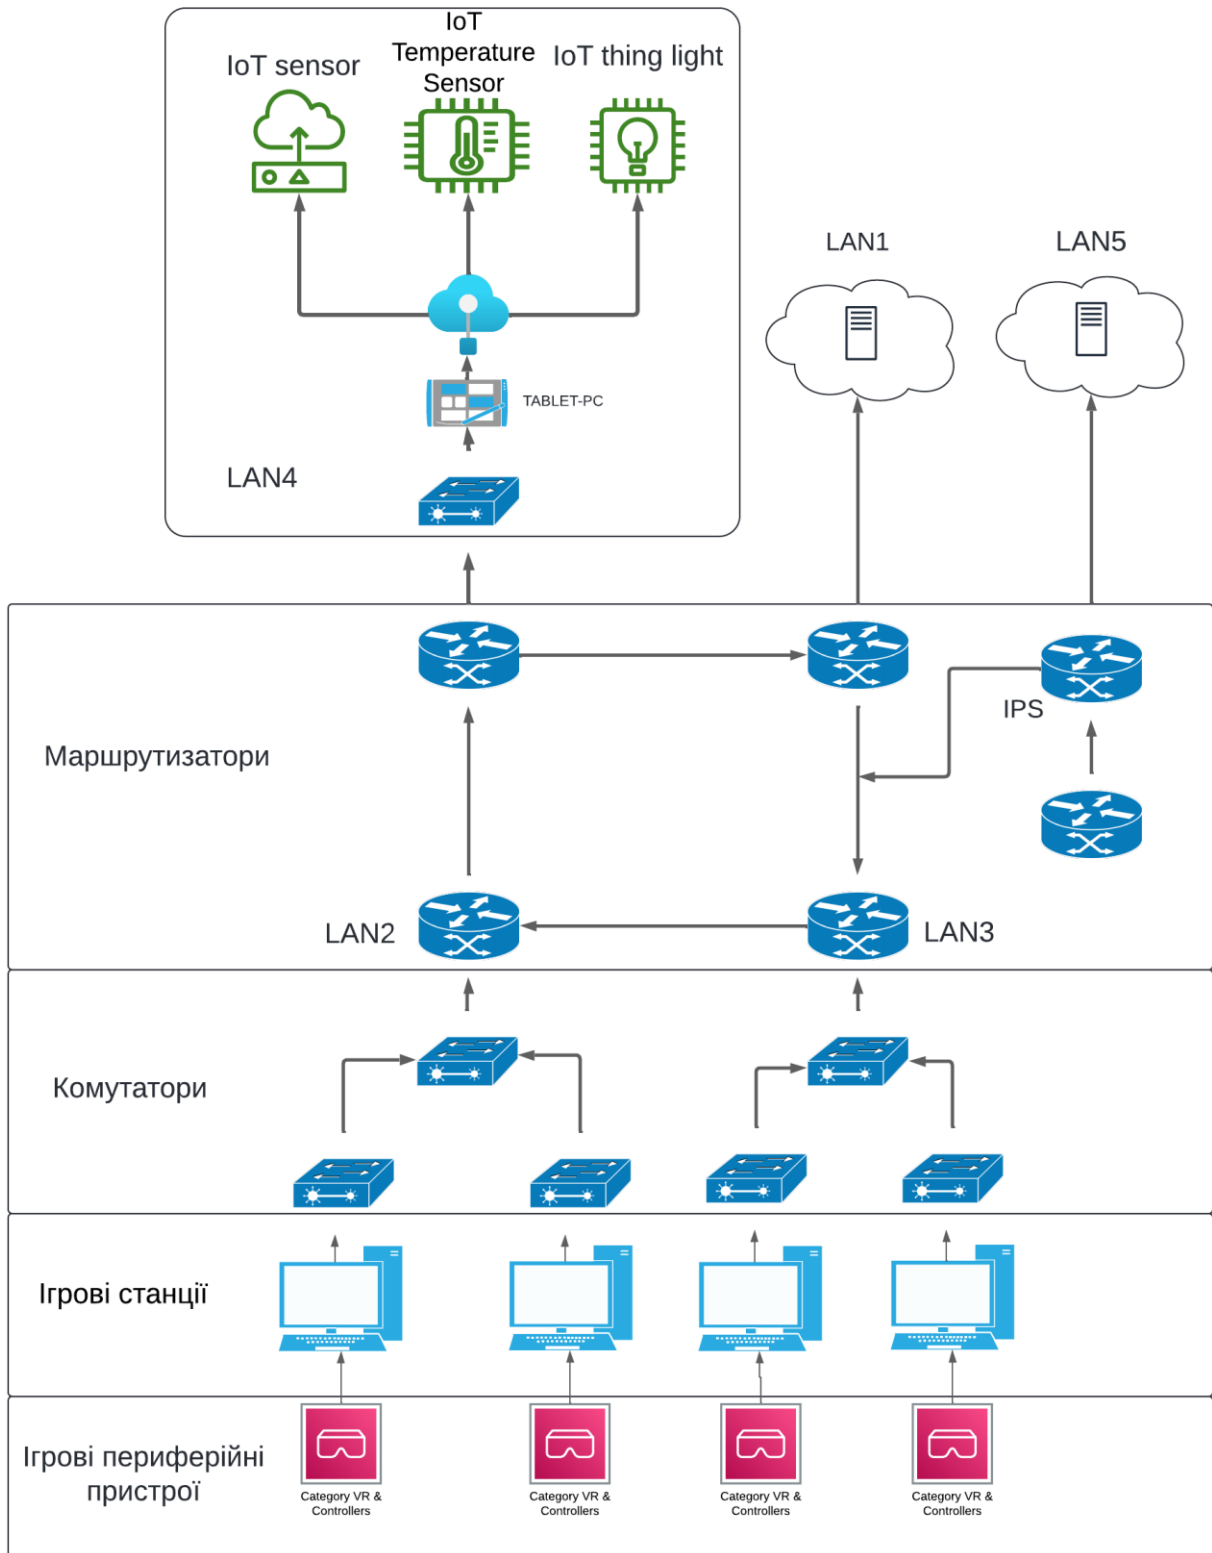 IoT sensor
IoT
Temperature
Sensor
IoT thing light
LAN1
LAN5
TABLET-PC
LAN4
IPS
Маршрутизатори
LAN2
LAN3
Комутатори
Ігрові станції
Ігрові периферійні
пристрої
Category VR &
Controllers
Category VR &
Controllers
Category VR &
Controllers
Category VR &
Controllers